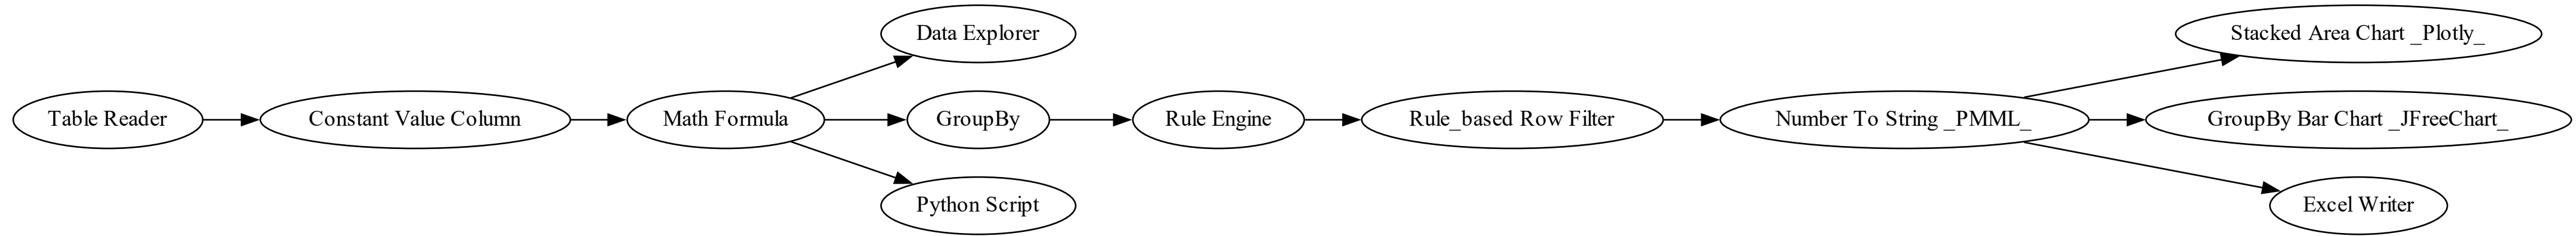 Table Reader
Constant Value Column
Math Formula
Data Explorer
GroupBy
Python Script
Rule Engine
Rule_based Row Filter
Number To String _PMML_
Stacked Area Chart _Plotly_
GroupBy Bar Chart _JFreeChart_
Excel Writer